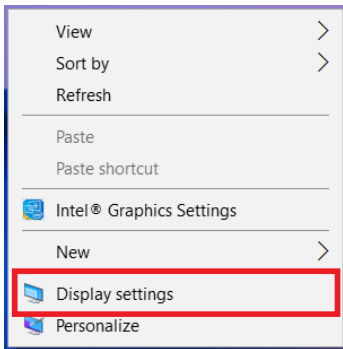 View
Sort by
Refresh
Paste
Paste shortcut
Intel® Graphics Settings
New
Display settings
Personalize